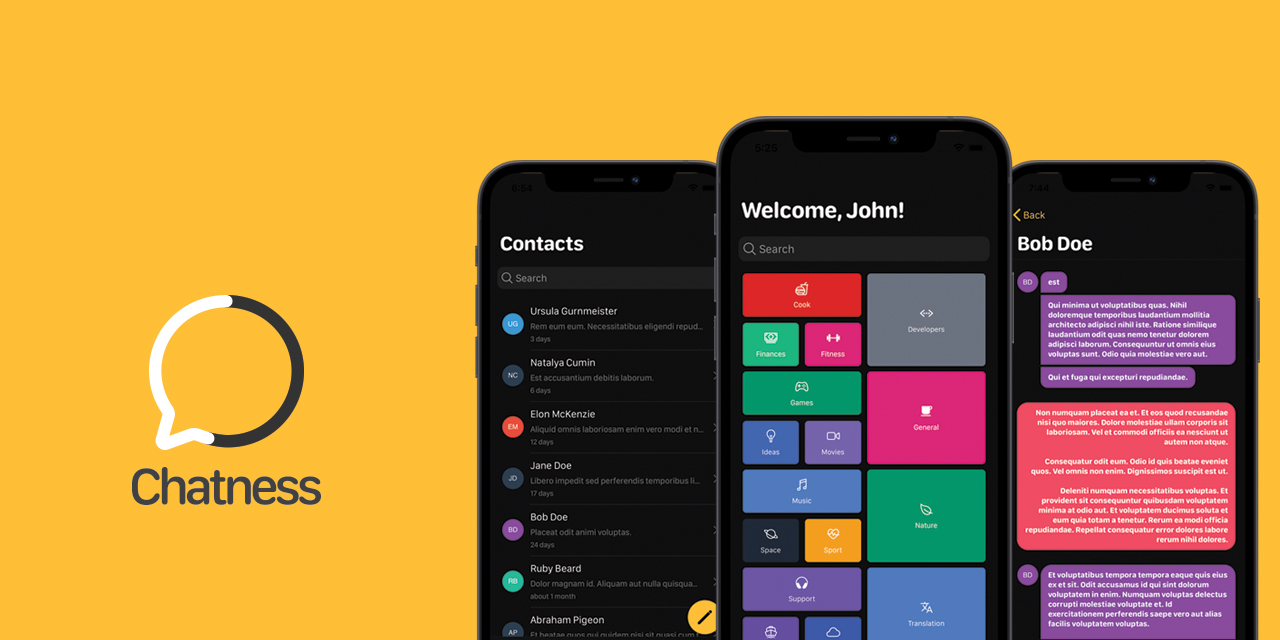 Chatness
6:54
Contacts
Search
UG
Ursula Gurnmeister
Rem eum eum. Necessitatibus eligendi repud...
3 days
NC
Natalya Cumin
Est accusantium debitis laborum.
6 days
EM
Elon McKenzie
Aliquid omnis laboriosam enim vero modi et n...
12 days
JD
Jane Doe
Libero impedit sed perferendis temporibus li...
17 days
BD
Bob Doe
Placeat odit animi voluptas.
24 days
RB
Ruby Beard
Dolor magnam id. Aliquam aut nulla quisqua...
about 1 month
AP
Abraham Pigeon
Et beatae quos qui quidem nisi sit quasi rum f...
5:25
Welcome, John!
Search
Cook
Developers
Finances
Fitness
Games
General
Ideas
Movies
Music
Nature
Space
Sport
Support
Translation
7:44
Back
Bob Doe
BD
est
Qui minima ut voluptatibus quas. Nihil
doloremque temporibus laudantium mollitia
architecto adipisci nihil iste. Ratione similique
laudantium odit quas nemo tenetur dolorem
adipisci laborum. Consequuntur ut omnis eius
voluptas sunt. Odio quia molestiae vero aut.
Qui et fuga qui excepturi repudiandae.
Non numquam placeat ea et. Et eos quod recusandae
nisi quo maiores. Dolore molestiae ullam corporis sit
laboriosam. Vel et commodi officiis ea nesciunt ut
autem non atque.
Consequatur odit eum. Odio id quis beatae eveniet
quos. Vel omnis non enim. Dignissimos suscipit est ut.
Deleniti numquam necessitatibus voluptas. Et
provident sit consequuntur quibusdam voluptatem
minima at odio aut. Et voluptatem ducimus soluta et
eum quia totam a tenetur. Rerum ea modi officia
repudiandae. Repellat consequatur error dolores labore
rerum nihil dolores.
BD
Et voluptatibus tempora tempora eaque quis eius
ex et sit. Odit accusamus id qui sint dolorum
voluptatem in enim. Numquam voluptas delectus
corrupti molestiae voluptate et. Id
exercitationem perferendis saepe vero aut alias
facilis voluptatem voluptas.